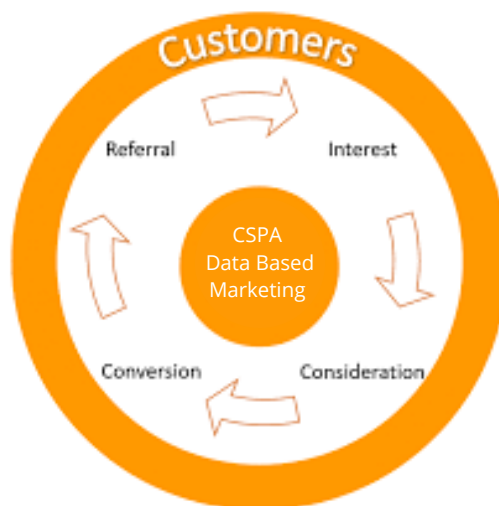 Customers
Referral
Interest
CSPA
Data Based
Marketing
Conversion
Consideration